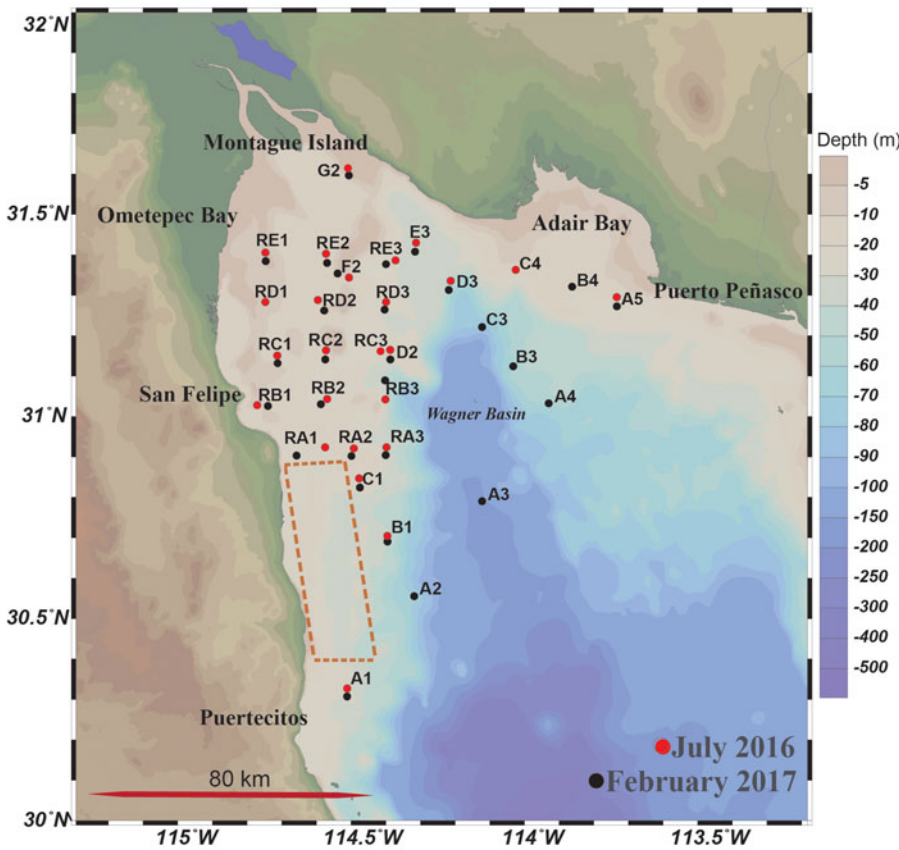 32°N
Montague Island
Depth (m)
G2
-5
31.5°N
Ometepec Bay
Adair Bay
-10
RE1
RE2
RE3
E3
-20
F2
C4
-30
D3
B4
RD1
RD2
RD3
A5
Puerto Peñasco
-40
C3
-50
RC1
RC2
RC3
D2
B3
-60
San Felipe
RB1
RB2
RB3
A4
-70
31°N
Wagner Basin
-80
RA1
RA2
RA3
-90
C1
A3
-100
B1
-150
-200
A2
-250
30.5°N
-300
-400
A1
-500
Puertecitos
July 2016
80 km
February 2017
30°N
115°W
114.5°W
114°W
113.5°W